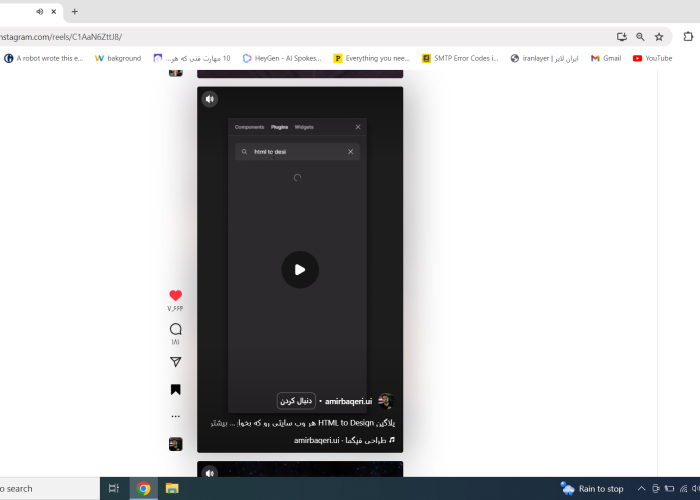 nstagram.com/reels/C1AaN6ZttJ8/
A robot wrote this e...
bakground
10 مهارت فنی که هر...
HeyGen - AI Spokes...
Everything you nee...
SMTP Error Codes i...
ایران لایر | iranlayer
Gmail
YouTube
Components Plugins Widgets
html to desi
۷,۶۶۴
۱۸۱
amirbaqeri.ui • دنبال کردن
پلاگین HTML to Design هر وب سایتی رو که بخوا... بیشتر
amirbaqeri.ui · طراحی فیگما
o search
Rain to stop